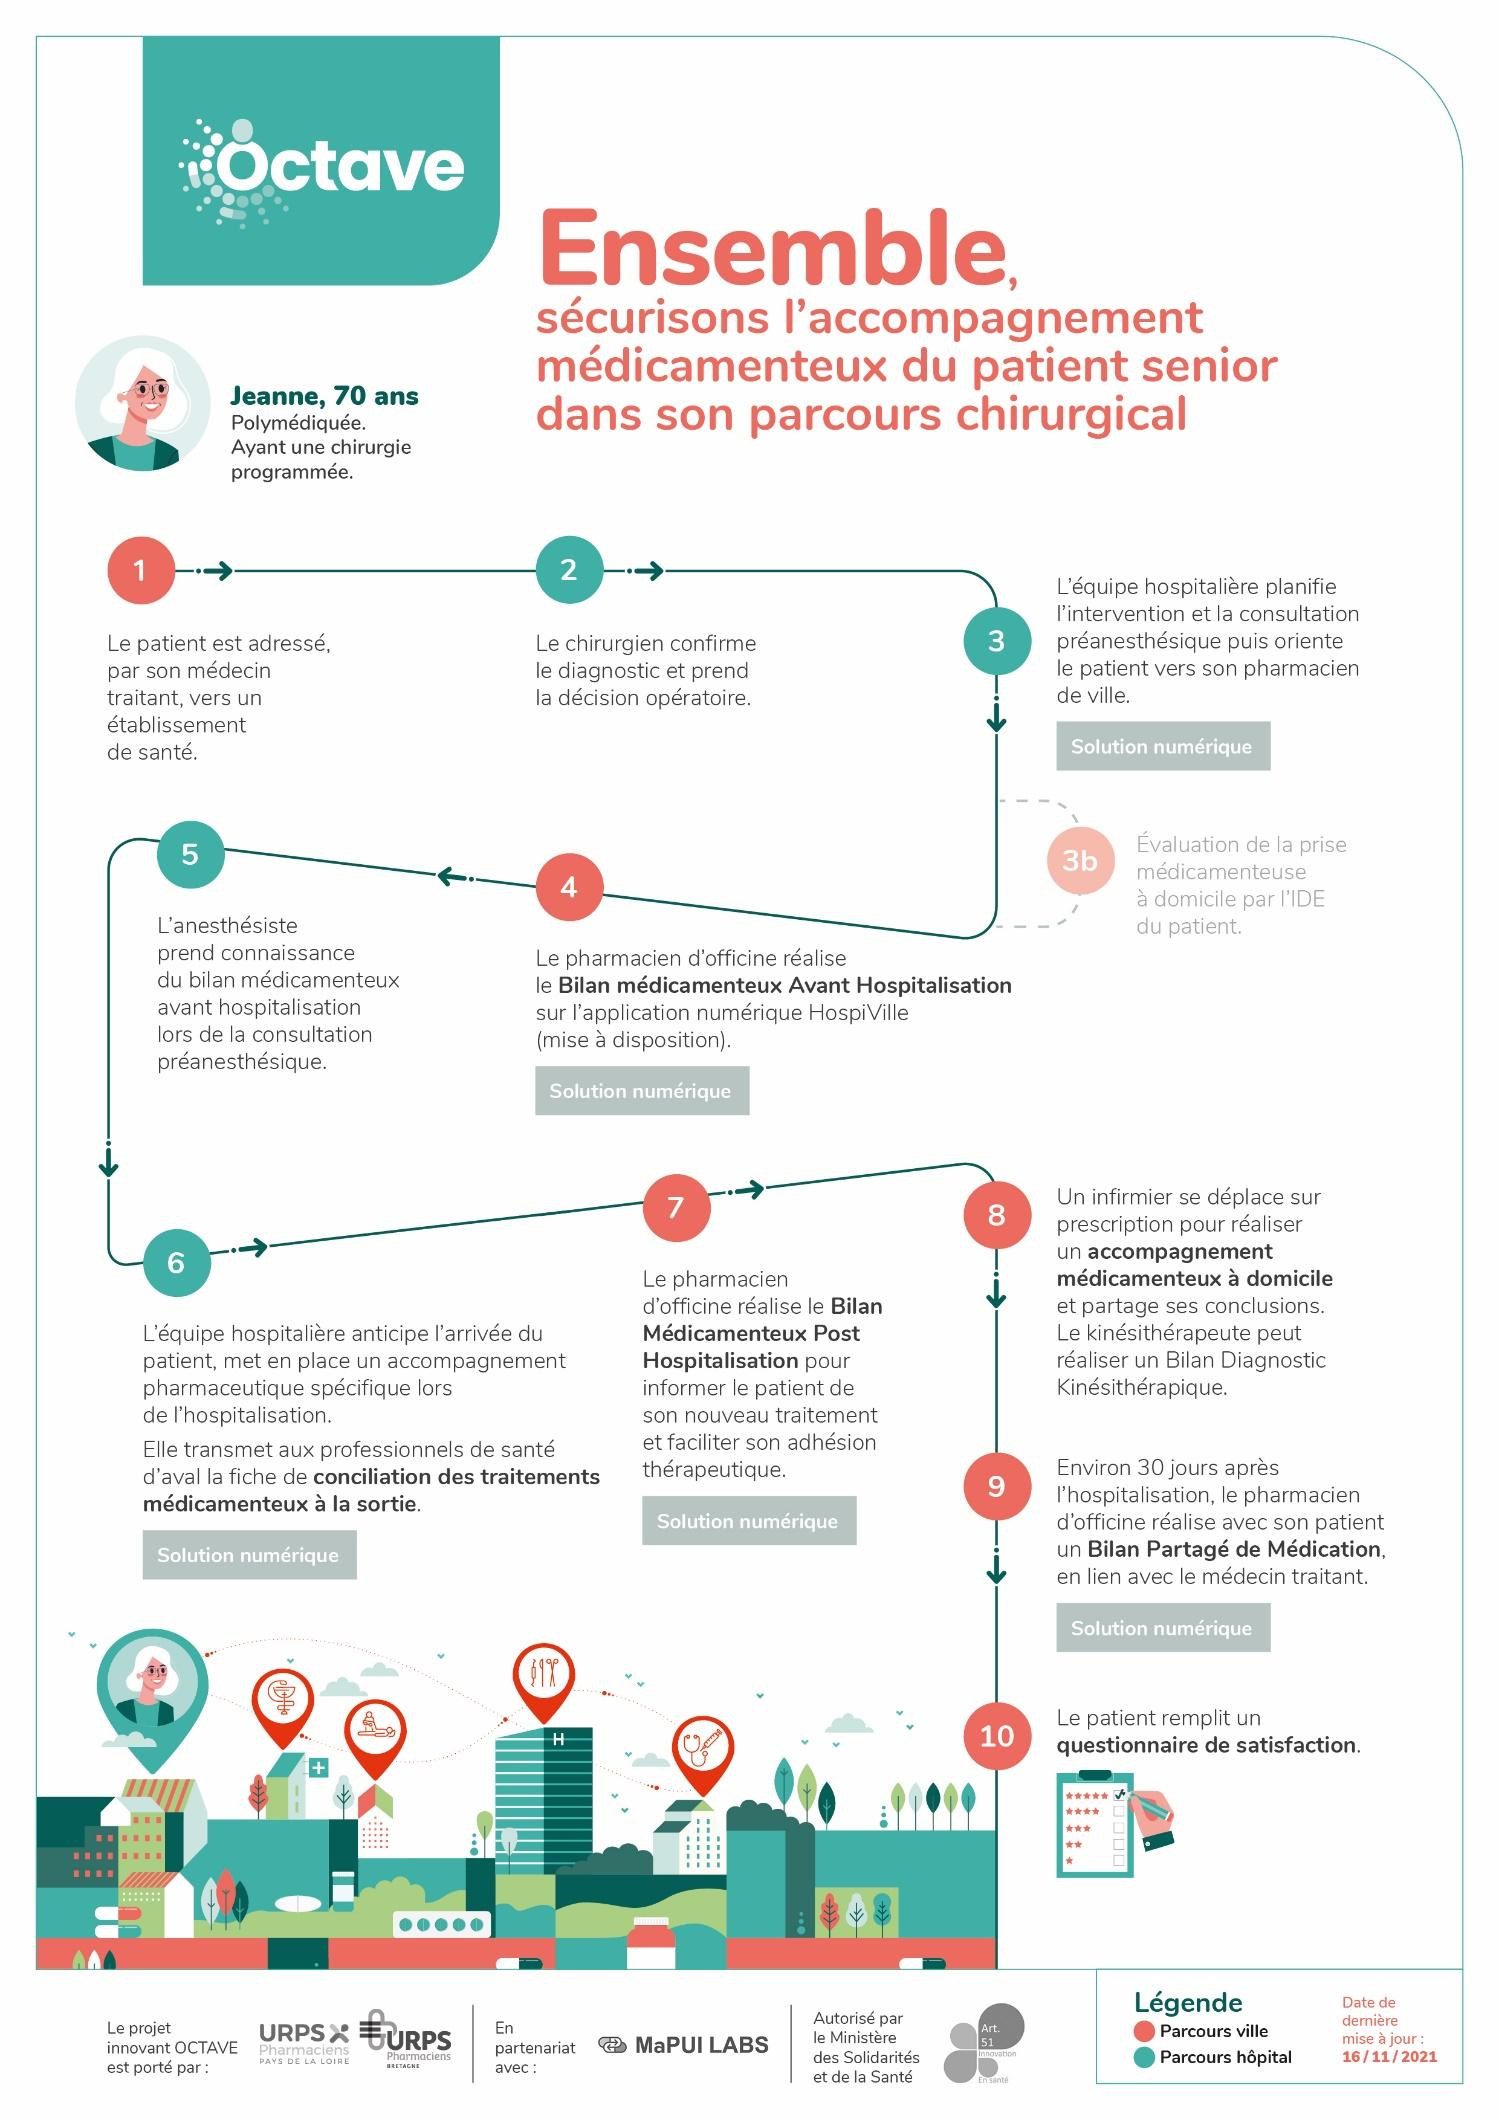 Octave
Ensemble,
sécurisons l'accompagnement
médicamenteux du patient senior
dans son parcours chirurgical
Jeanne, 70 ans
Polymédiquée.
Ayant une chirurgie
programmée.
1
Le patient est adressé,
par son médecin
traitant, vers un
établissement
de santé.
2
Le chirurgien confirme
le diagnostic et prend
la décision opératoire.
3
L'équipe hospitalière planifie
l'intervention et la consultation
préanesthésique puis oriente
le patient vers son pharmacien
de ville.
Solution numérique
3b
Évaluation de la prise
médicamenteuse
à domicile par l'IDE
du patient.
4
Le pharmacien d'officine réalise
le Bilan médicamenteux Avant Hospitalisation
sur l'application numérique HospiVille
(mise à disposition).
Solution numérique
5
L'anesthésiste
prend connaissance
du bilan médicamenteux
avant hospitalisation
lors de la consultation
préanesthésique.
6
L'équipe hospitalière anticipe l'arrivée du
patient, met en place un accompagnement
pharmaceutique spécifique lors
de l'hospitalisation.
Elle transmet aux professionnels de santé
d'aval la fiche de conciliation des traitements
médicamenteux à la sortie.
Solution numérique
7
Le pharmacien
d'officine réalise le Bilan
Médicamenteux Post
Hospitalisation pour
informer le patient de
son nouveau traitement
et faciliter son adhésion
thérapeutique.
Solution numérique
8
Un infirmier se déplace sur
prescription pour réaliser
un accompagnement
médicamenteux à domicile
et partage ses conclusions.
Le kinésithérapeute peut
réaliser un Bilan Diagnostic
Kinésithérapique.
9
Environ 30 jours après
l'hospitalisation, le pharmacien
d'officine réalise avec son patient
un Bilan Partagé de Médication,
en lien avec le médecin traitant.
Solution numérique
10
Le patient remplit un
questionnaire de satisfaction.
H
Le projet
innovant OCTAVE
est porté par :
URPS
Pharmaciens
PAYS DE LA LOIRE
URPS
Pharmaciens
BRETAGNE
En
partenariat
avec :
MaPUI LABS
Autorisé par
le Ministère
des Solidarités
et de la Santé
Art.
51
Innovation
En santé
Légende
Parcours ville
Parcours hôpital
Date de
dernière
mise à jour :
16 / 11 / 2021